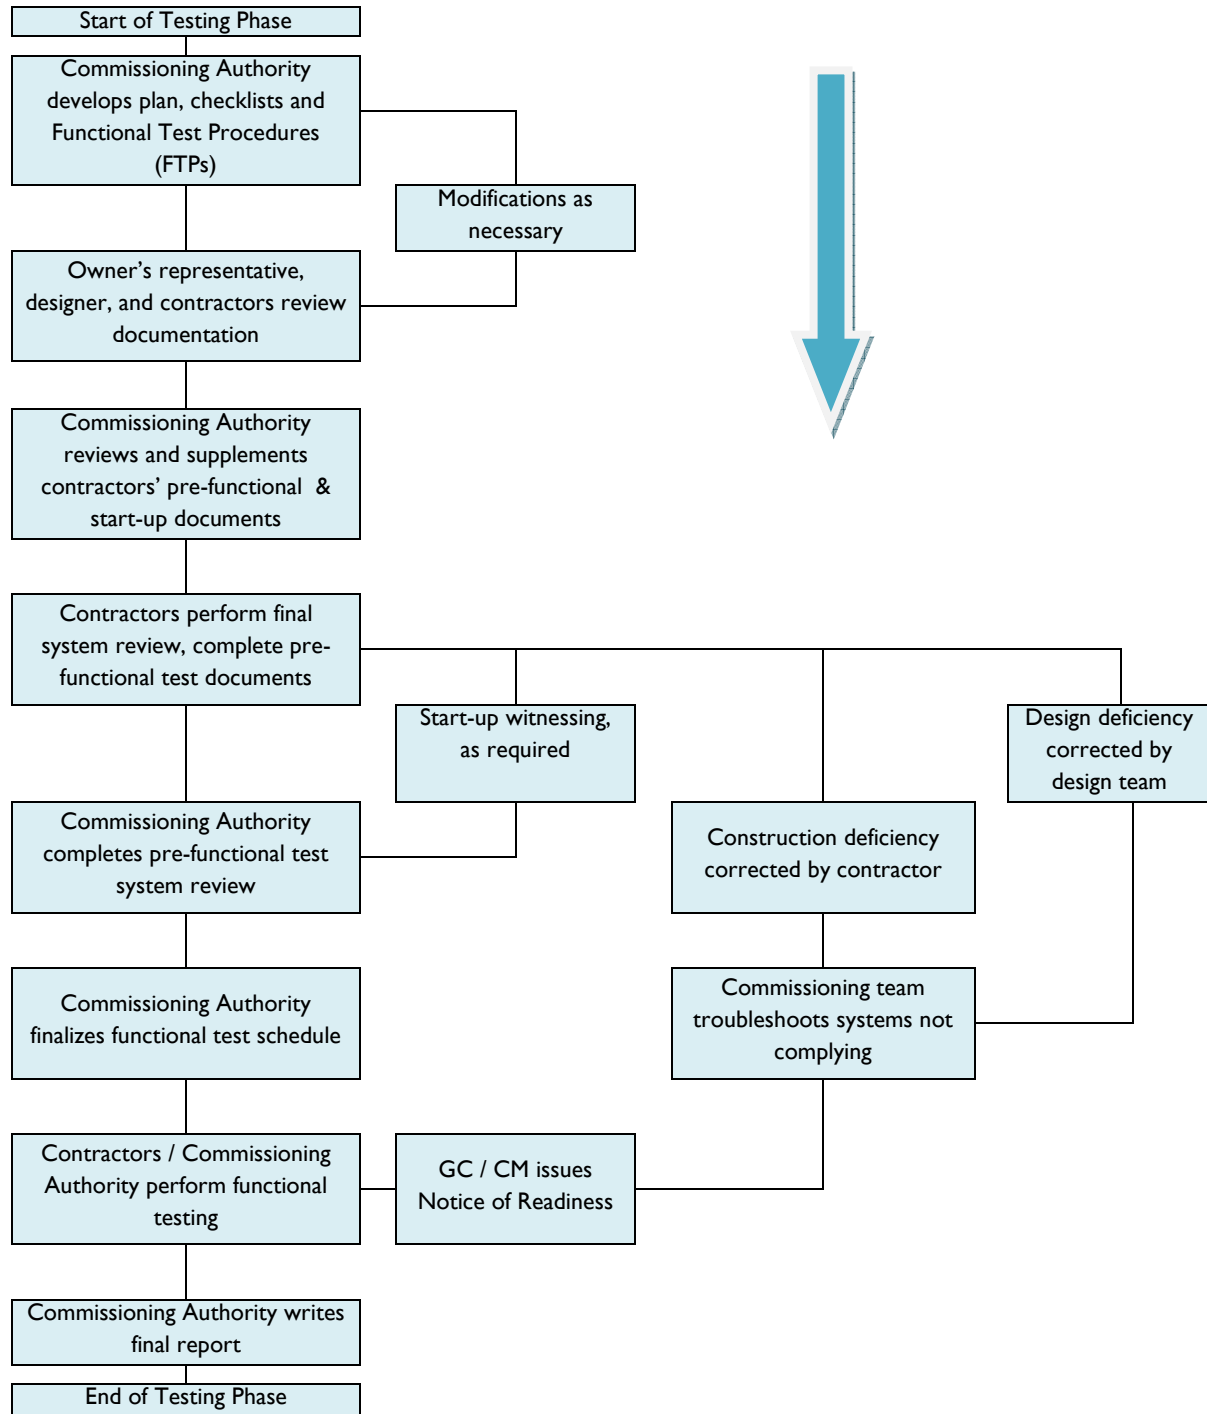 Start of Testing Phase
Commissioning Authority
develops plan, checklists and
Functional Test Procedures
(FTPs)
Modifications as
necessary
Owner’s representative,
designer, and contractors review
documentation
Commissioning Authority
reviews and supplements
contractors’ pre-functional &
start-up documents
Contractors perform final
system review, complete pre-
functional test documents
Start-up witnessing,
as required
Design deficiency
corrected by
design team
Commissioning Authority
completes pre-functional test
system review
Construction deficiency
corrected by contractor
Commissioning Authority
finalizes functional test schedule
Commissioning team
troubleshoots systems not
complying
Contractors / Commissioning
Authority perform functional
testing
GC / CM issues
Notice of Readiness
Commissioning Authority writes
final report
End of Testing Phase